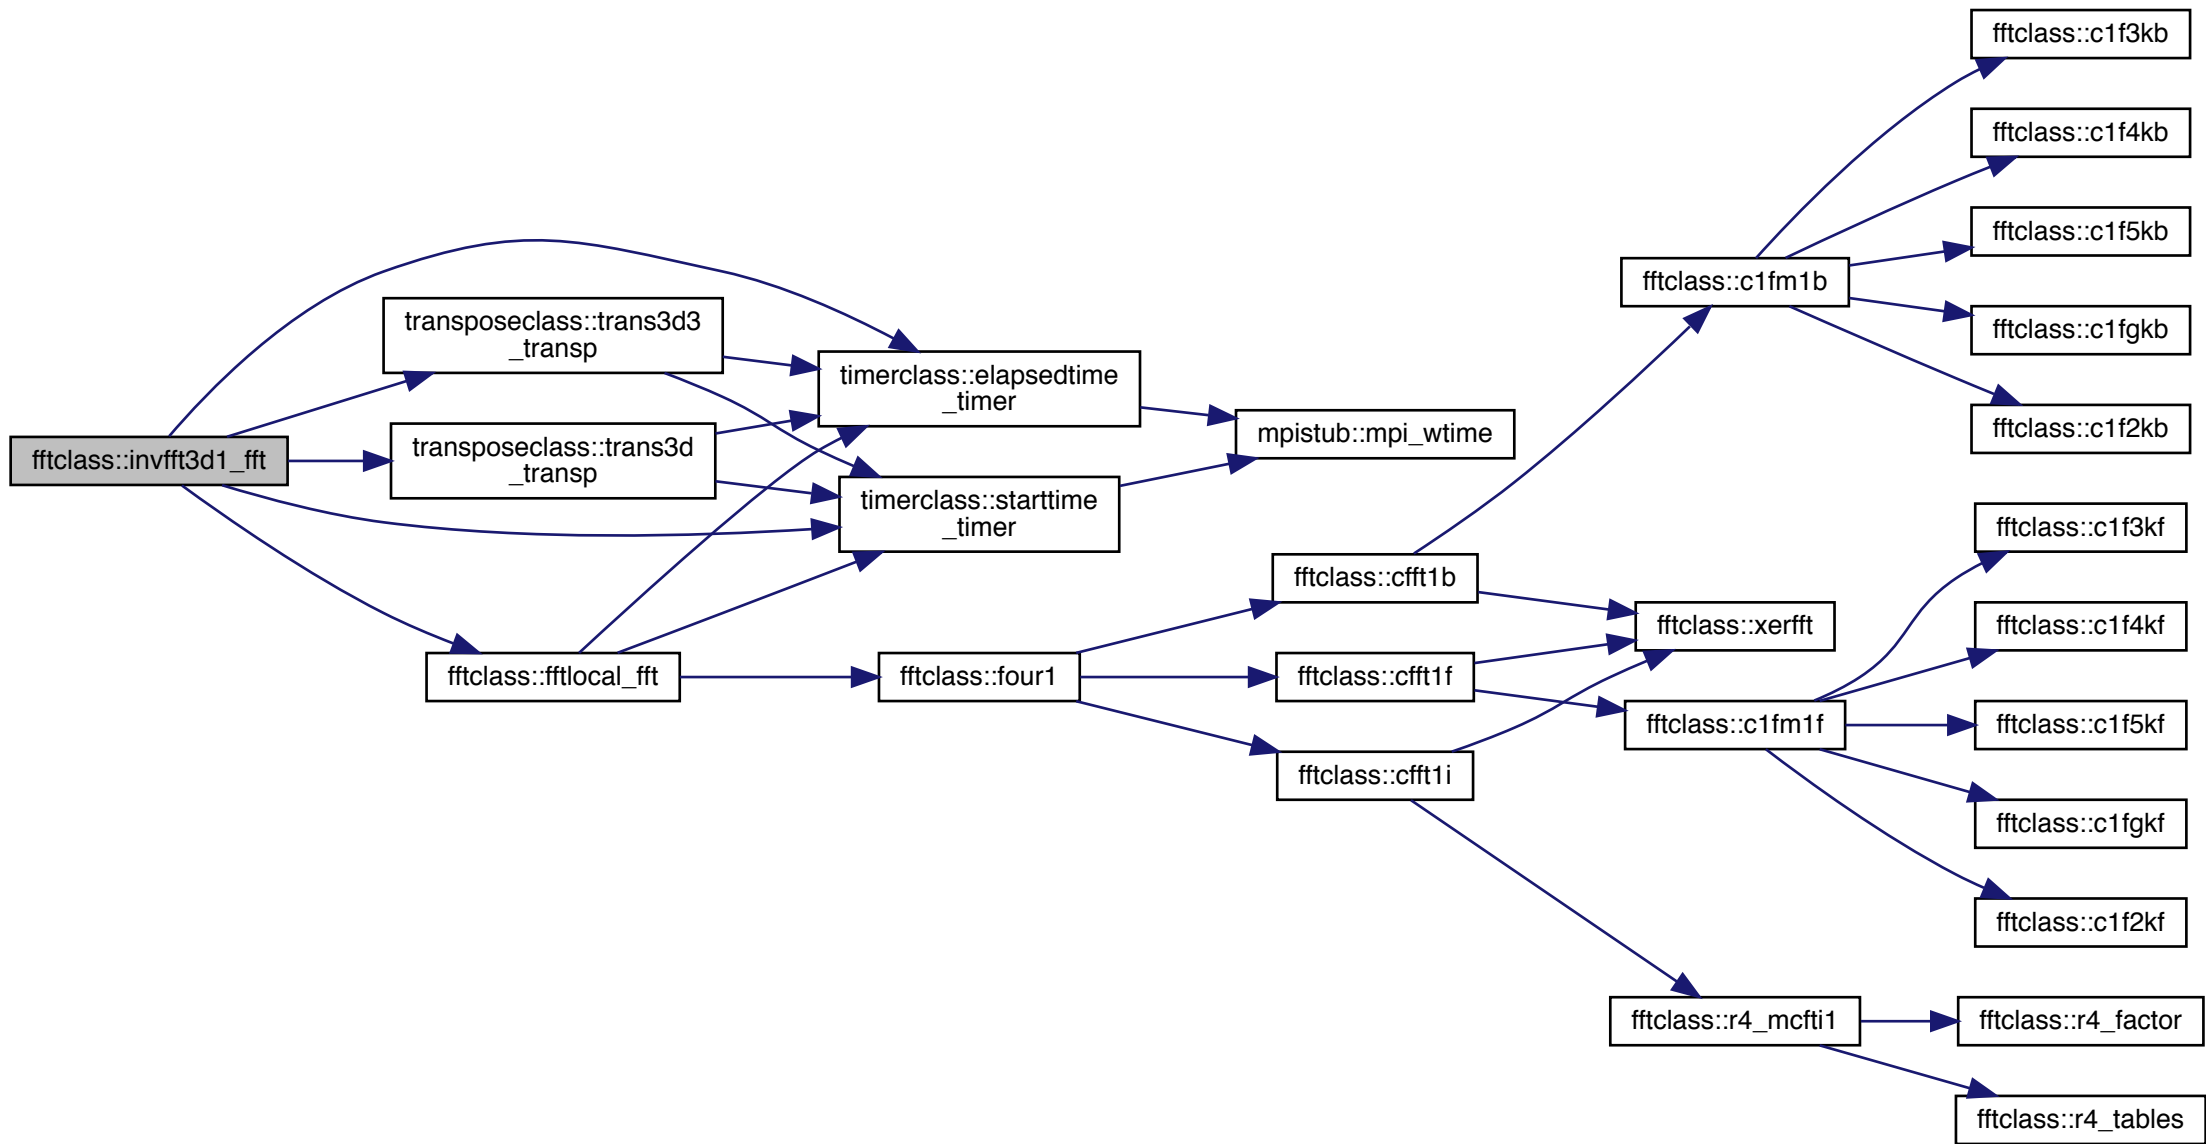 fftclass::invfft3d1_fft
transposeclass::trans3d3
_transp
transposeclass::trans3d
_transp
fftclass::fftlocal_fft
timerclass::elapsedtime
_timer
timerclass::starttime
_timer
fftclass::four1
mpistub::mpi_wtime
fftclass::cfft1b
fftclass::cfft1f
fftclass::cfft1i
fftclass::c1fm1b
fftclass::xerfft
fftclass::c1fm1f
fftclass::r4_mcfti1
fftclass::c1f3kb
fftclass::c1f4kb
fftclass::c1f5kb
fftclass::c1fgkb
fftclass::c1f2kb
fftclass::c1f3kf
fftclass::c1f4kf
fftclass::c1f5kf
fftclass::c1fgkf
fftclass::c1f2kf
fftclass::r4_factor
fftclass::r4_tables